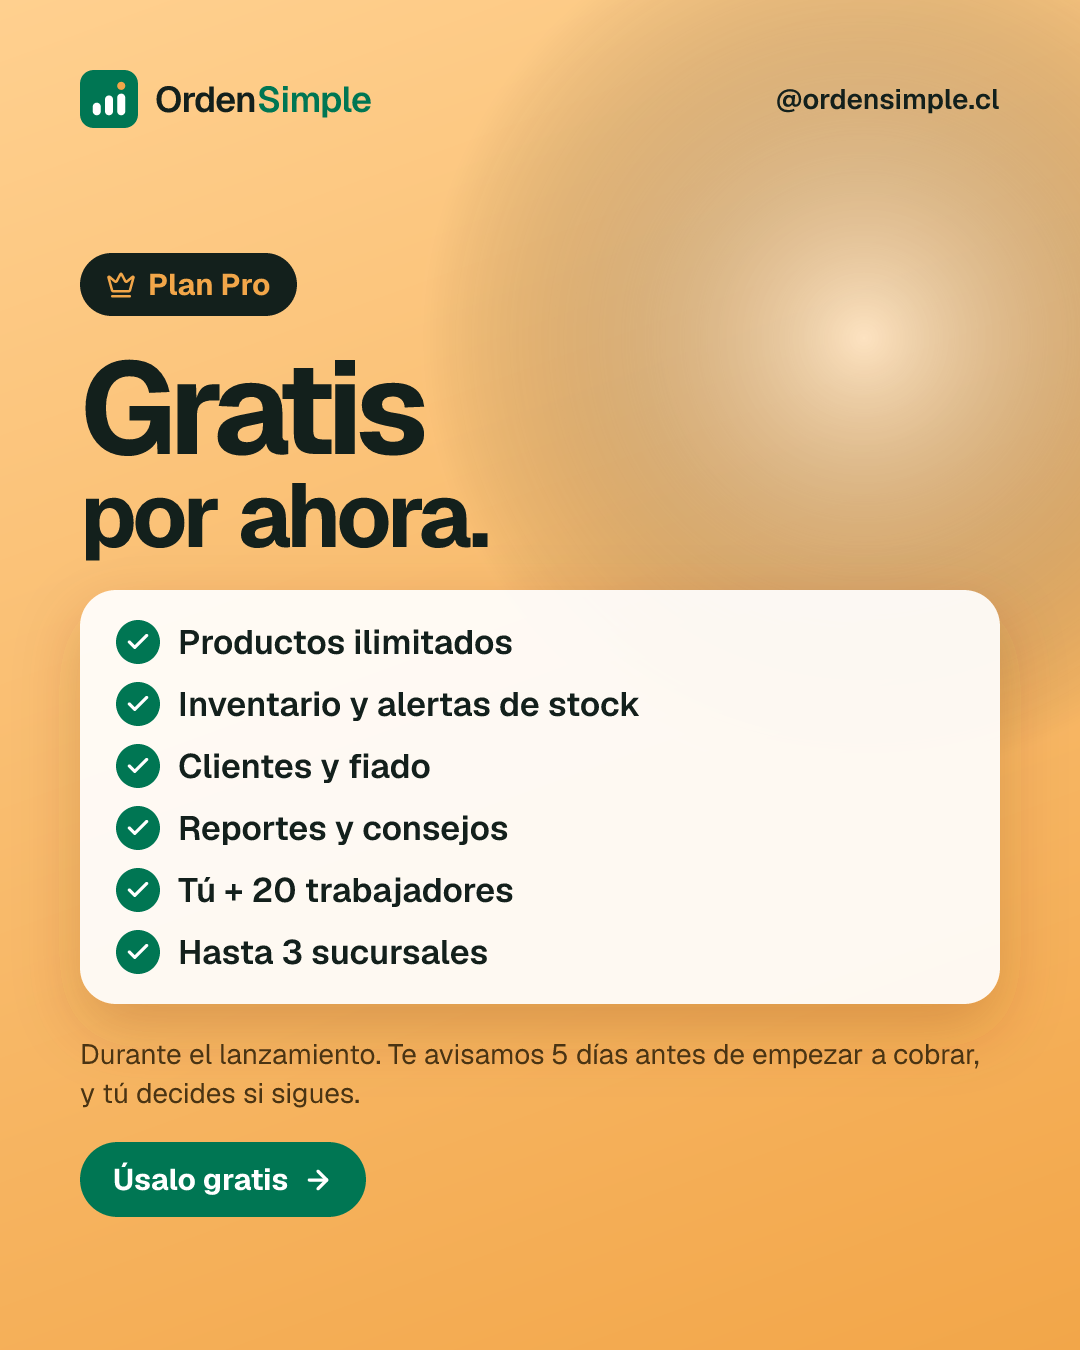 OrdenSimple
@ordensimple.cl
Plan Pro
Gratis
por ahora.
Productos ilimitados
Inventario y alertas de stock
Clientes y fiado
Reportes y consejos
Tú + 20 trabajadores
Hasta 3 sucursales
Durante el lanzamiento. Te avisamos 5 días antes de empezar a cobrar,
y tú decides si sigues.
Úsalo gratis →